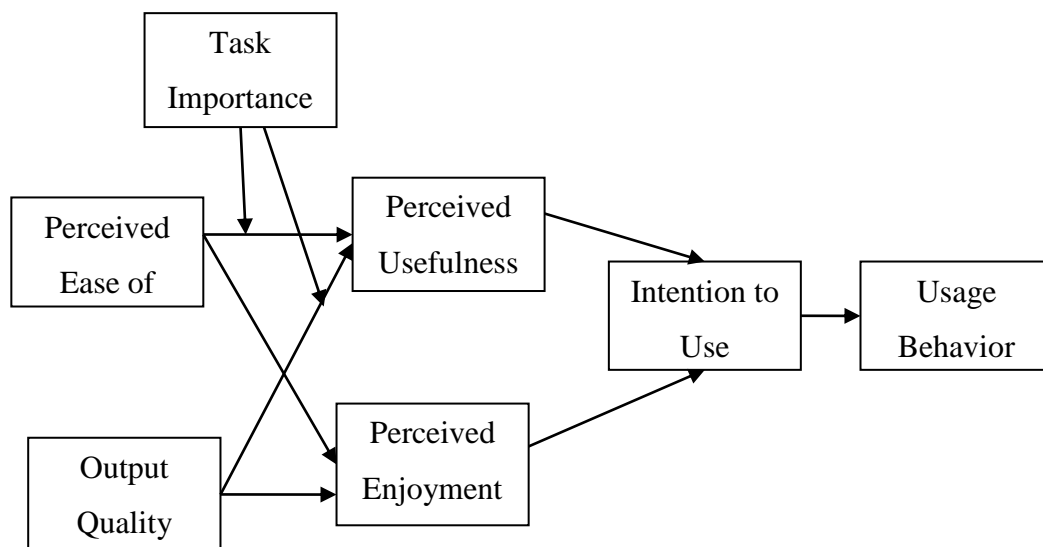 Task
Importance
Perceived
Ease of
Perceived
Usefulness
Intention to
Use
Usage
Behavior
Perceived
Enjoyment
Output
Quality